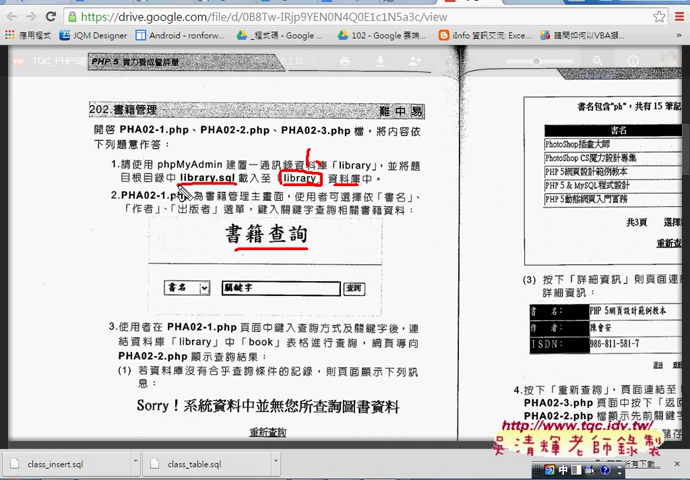 https://drive.google.com/file/d/0B8Tw-IRjp9YEN0N4Q0E1c1N5a3c/view
應用程式
JQM Designer
Android - ronforw...
_程式碼 - Google ...
102 - Google 雲端...
iInfo 資訊交流: Exce...
請問如何以VBA擷...
PHP 5 實力養成暨評量
202.書籍管理
難 中 易
開啓 PHA02-1.php、PHA02-2.php、PHA02-3.php 檔，將內容依
下列題意作答：
1.請使用 phpMyAdmin 建置一通訊錄資料庫「library」，並將題
目根目錄中 library.sql 載入至「library」資料庫中。
2.PHA02-1.php 為書籍管理主畫面，使用者可選擇依「書名」、
「作者」、「出版者」選單，鍵入關鍵字查詢相關書籍資料：
書籍查詢
書名
關鍵字
查詢
3.使用者在 PHA02-1.php 頁面中鍵入查詢方式及關鍵字後，連
結資料庫「library」中「book」表格進行查詢，網頁導向
PHA02-2.php 顯示查詢結果：
(1) 若資料庫沒有合乎查詢條件的記錄，則頁面顯示下列訊
息：
Sorry！系統資料中並無您所查詢圖書資料
重新查詢
書名包含"ph"，共有 15 筆記
書名
PhotoShop插畫大師
PhotoShop CS魔力設計專集
PHP 5網頁設計範例教本
PHP 5 & MySQL程式設計
PHP 5動態網頁入門實務
共3頁
重新查
(3) 按下「詳細資訊」則頁面連結
詳細資訊：
書 名：
PHP 5網頁設計範例教本
作 者：
陳會安
ISDN：
986-811-581-7
4.按下「重新查詢」，頁面連結至
PHA03-3.php 頁面中按下「返回
PHA02-2.php 檔顯示先前關鍵字
http://www.tqc.idv.tw/
吳清輝老師錄製
class_insert.sql
class_table.sql